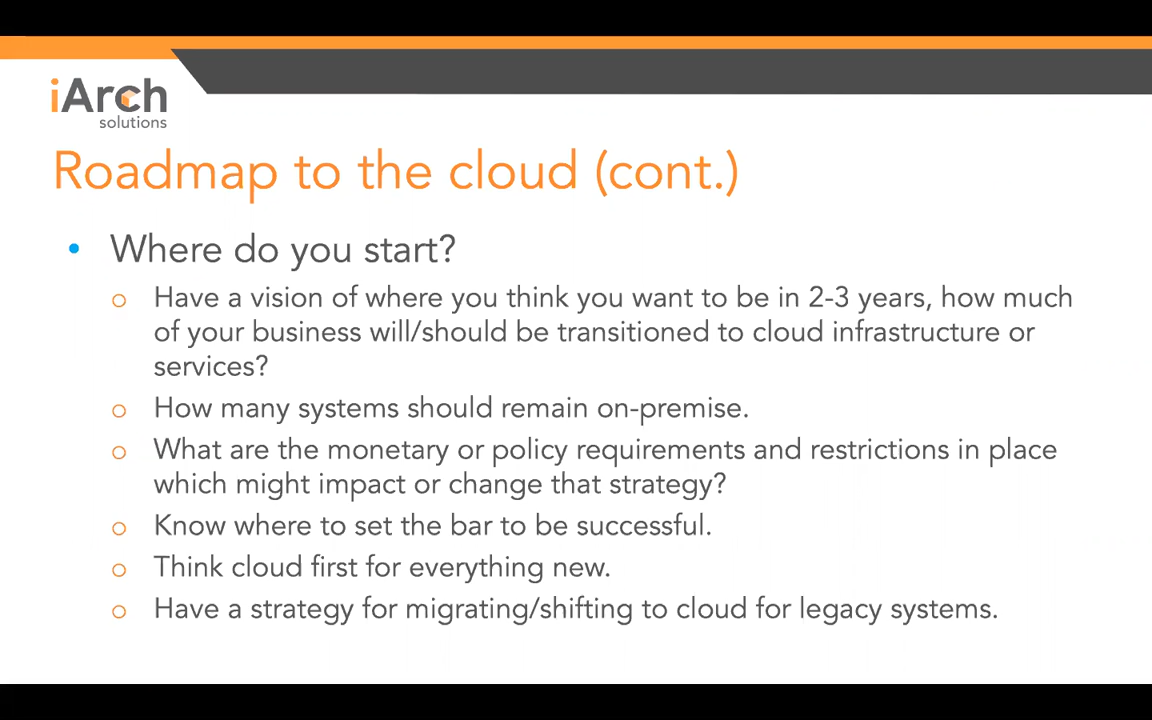 iArch
solutions
Roadmap to the cloud (cont.)
• Where do you start?
o Have a vision of where you think you want to be in 2-3 years, how much
of your business will/should be transitioned to cloud infrastructure or
services?
o How many systems should remain on-premise.
o What are the monetary or policy requirements and restrictions in place
which might impact or change that strategy?
o Know where to set the bar to be successful.
o Think cloud first for everything new.
o Have a strategy for migrating/shifting to cloud for legacy systems.